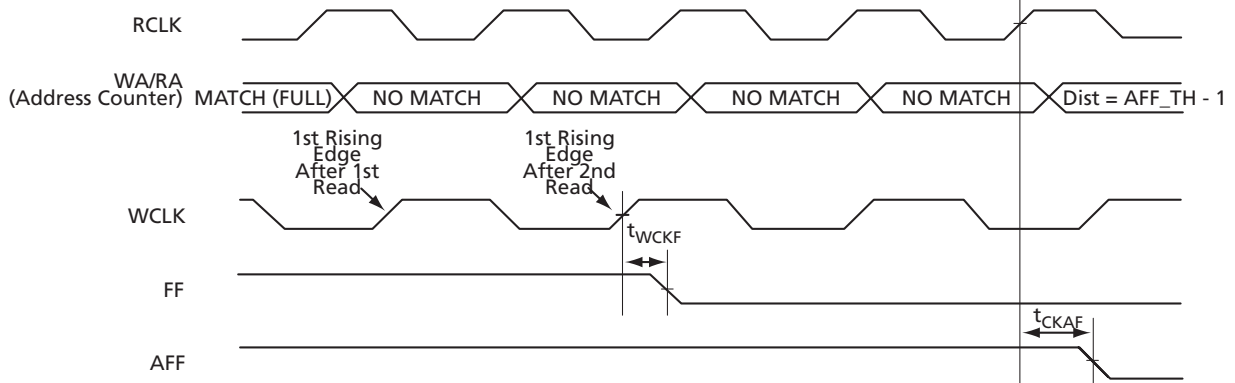 RCLK
WA/RA
(Address Counter)
MATCH (FULL)
NO MATCH
NO MATCH
NO MATCH
NO MATCH
Dist = AFF_TH - 1
1st Rising
Edge
After 1st
Read
1st Rising
Edge
After 2nd
Read
WCLK
tWCKF
FF
tCKAF
AFF